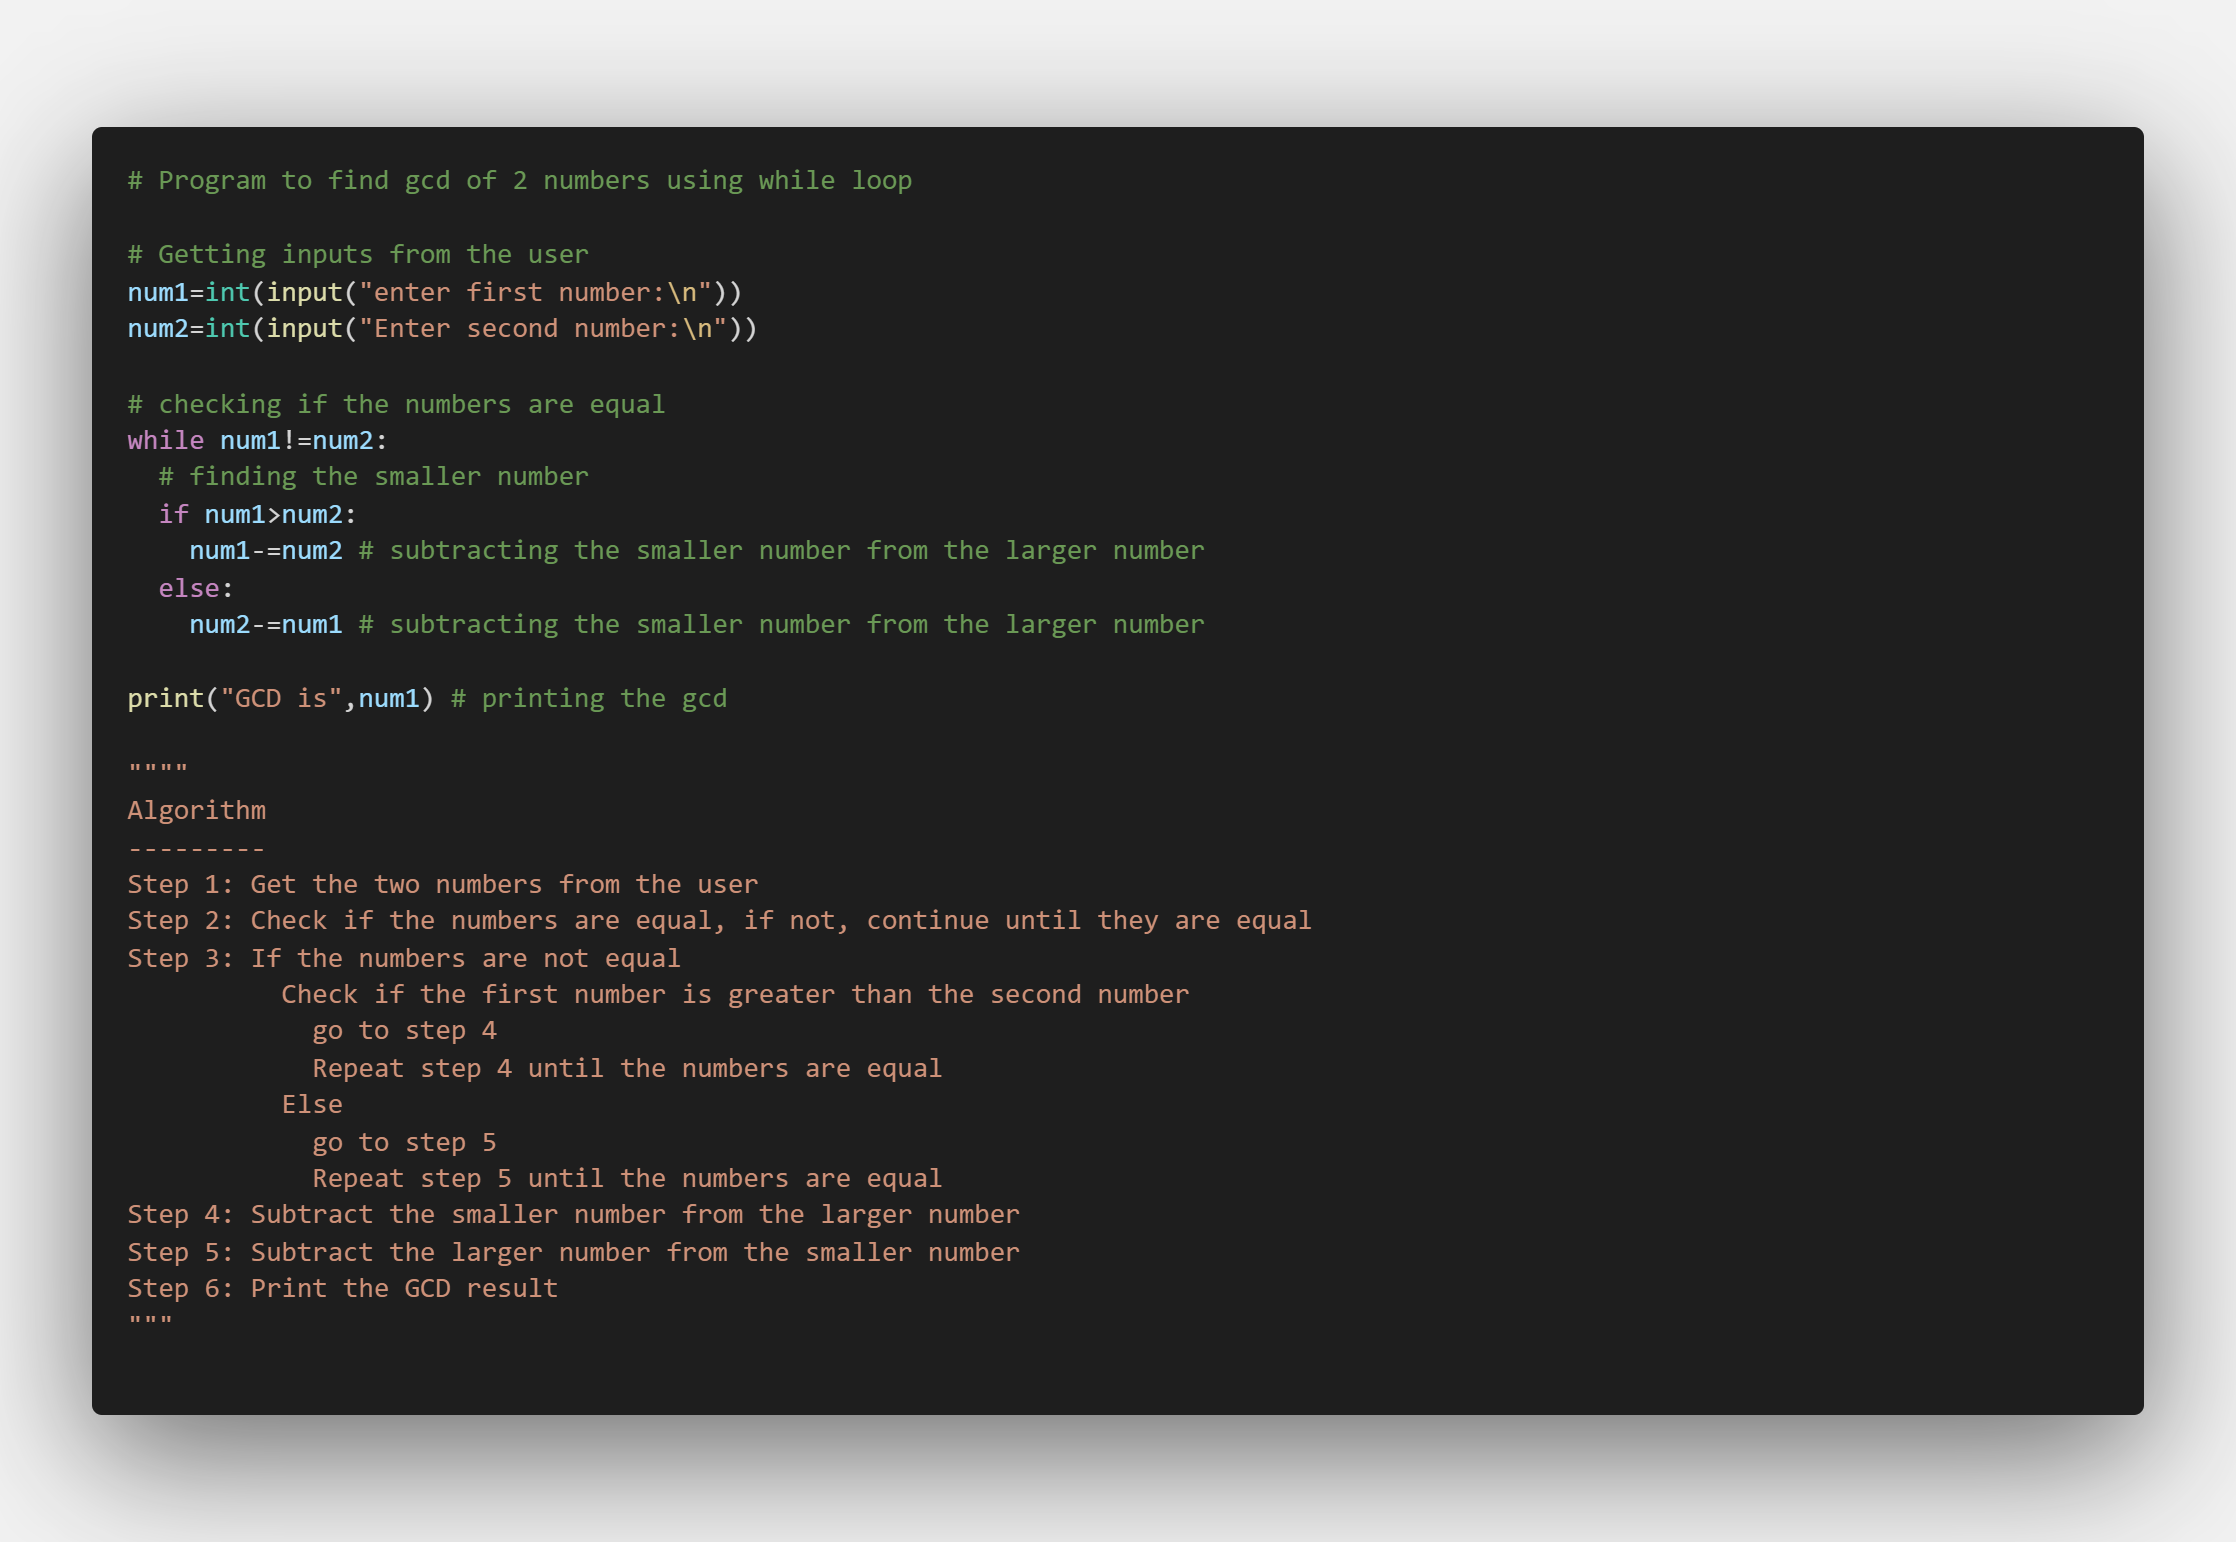 # Program to find gcd of 2 numbers using while loop

# Getting inputs from the user
num1=int(input("enter first number:\n"))
num2=int(input("Enter second number:\n"))

# checking if the numbers are equal
while num1!=num2:
  # finding the smaller number
  if num1>num2:
    num1-=num2 # subtracting the smaller number from the larger number
  else:
    num2-=num1 # subtracting the smaller number from the larger number

print("GCD is",num1) # printing the gcd

""""
Algorithm
---------
Step 1: Get the two numbers from the user
Step 2: Check if the numbers are equal, if not, continue until they are equal
Step 3: If the numbers are not equal
          Check if the first number is greater than the second number
            go to step 4
            Repeat step 4 until the numbers are equal
          Else
            go to step 5
            Repeat step 5 until the numbers are equal
Step 4: Subtract the smaller number from the larger number
Step 5: Subtract the larger number from the smaller number
Step 6: Print the GCD result
"""